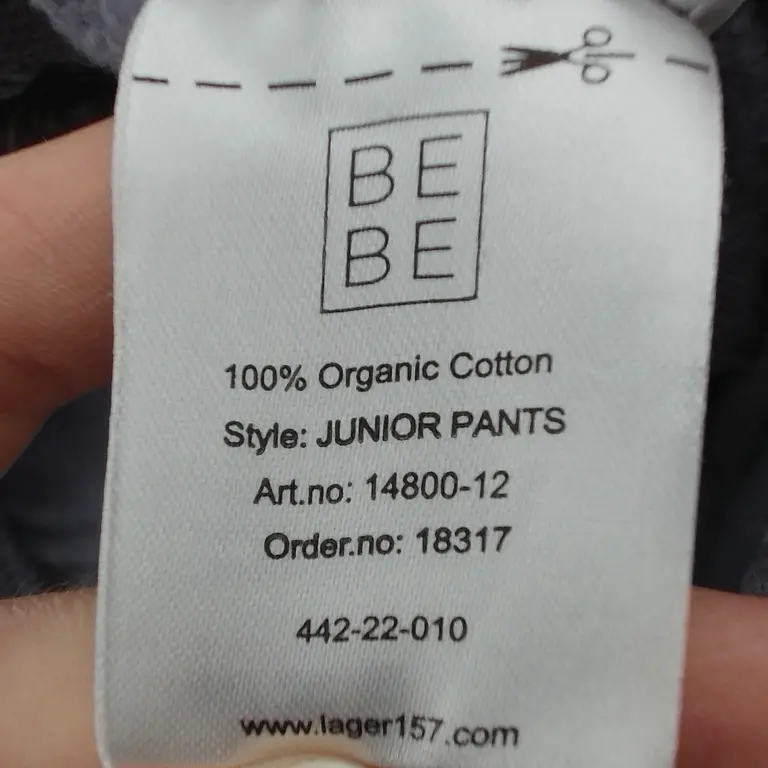 BE
BE
100% Organic Cotton
Style: JUNIOR PANTS
Art.no: 14800-12
Order.no: 18317
442-22-010
www.lager157.com